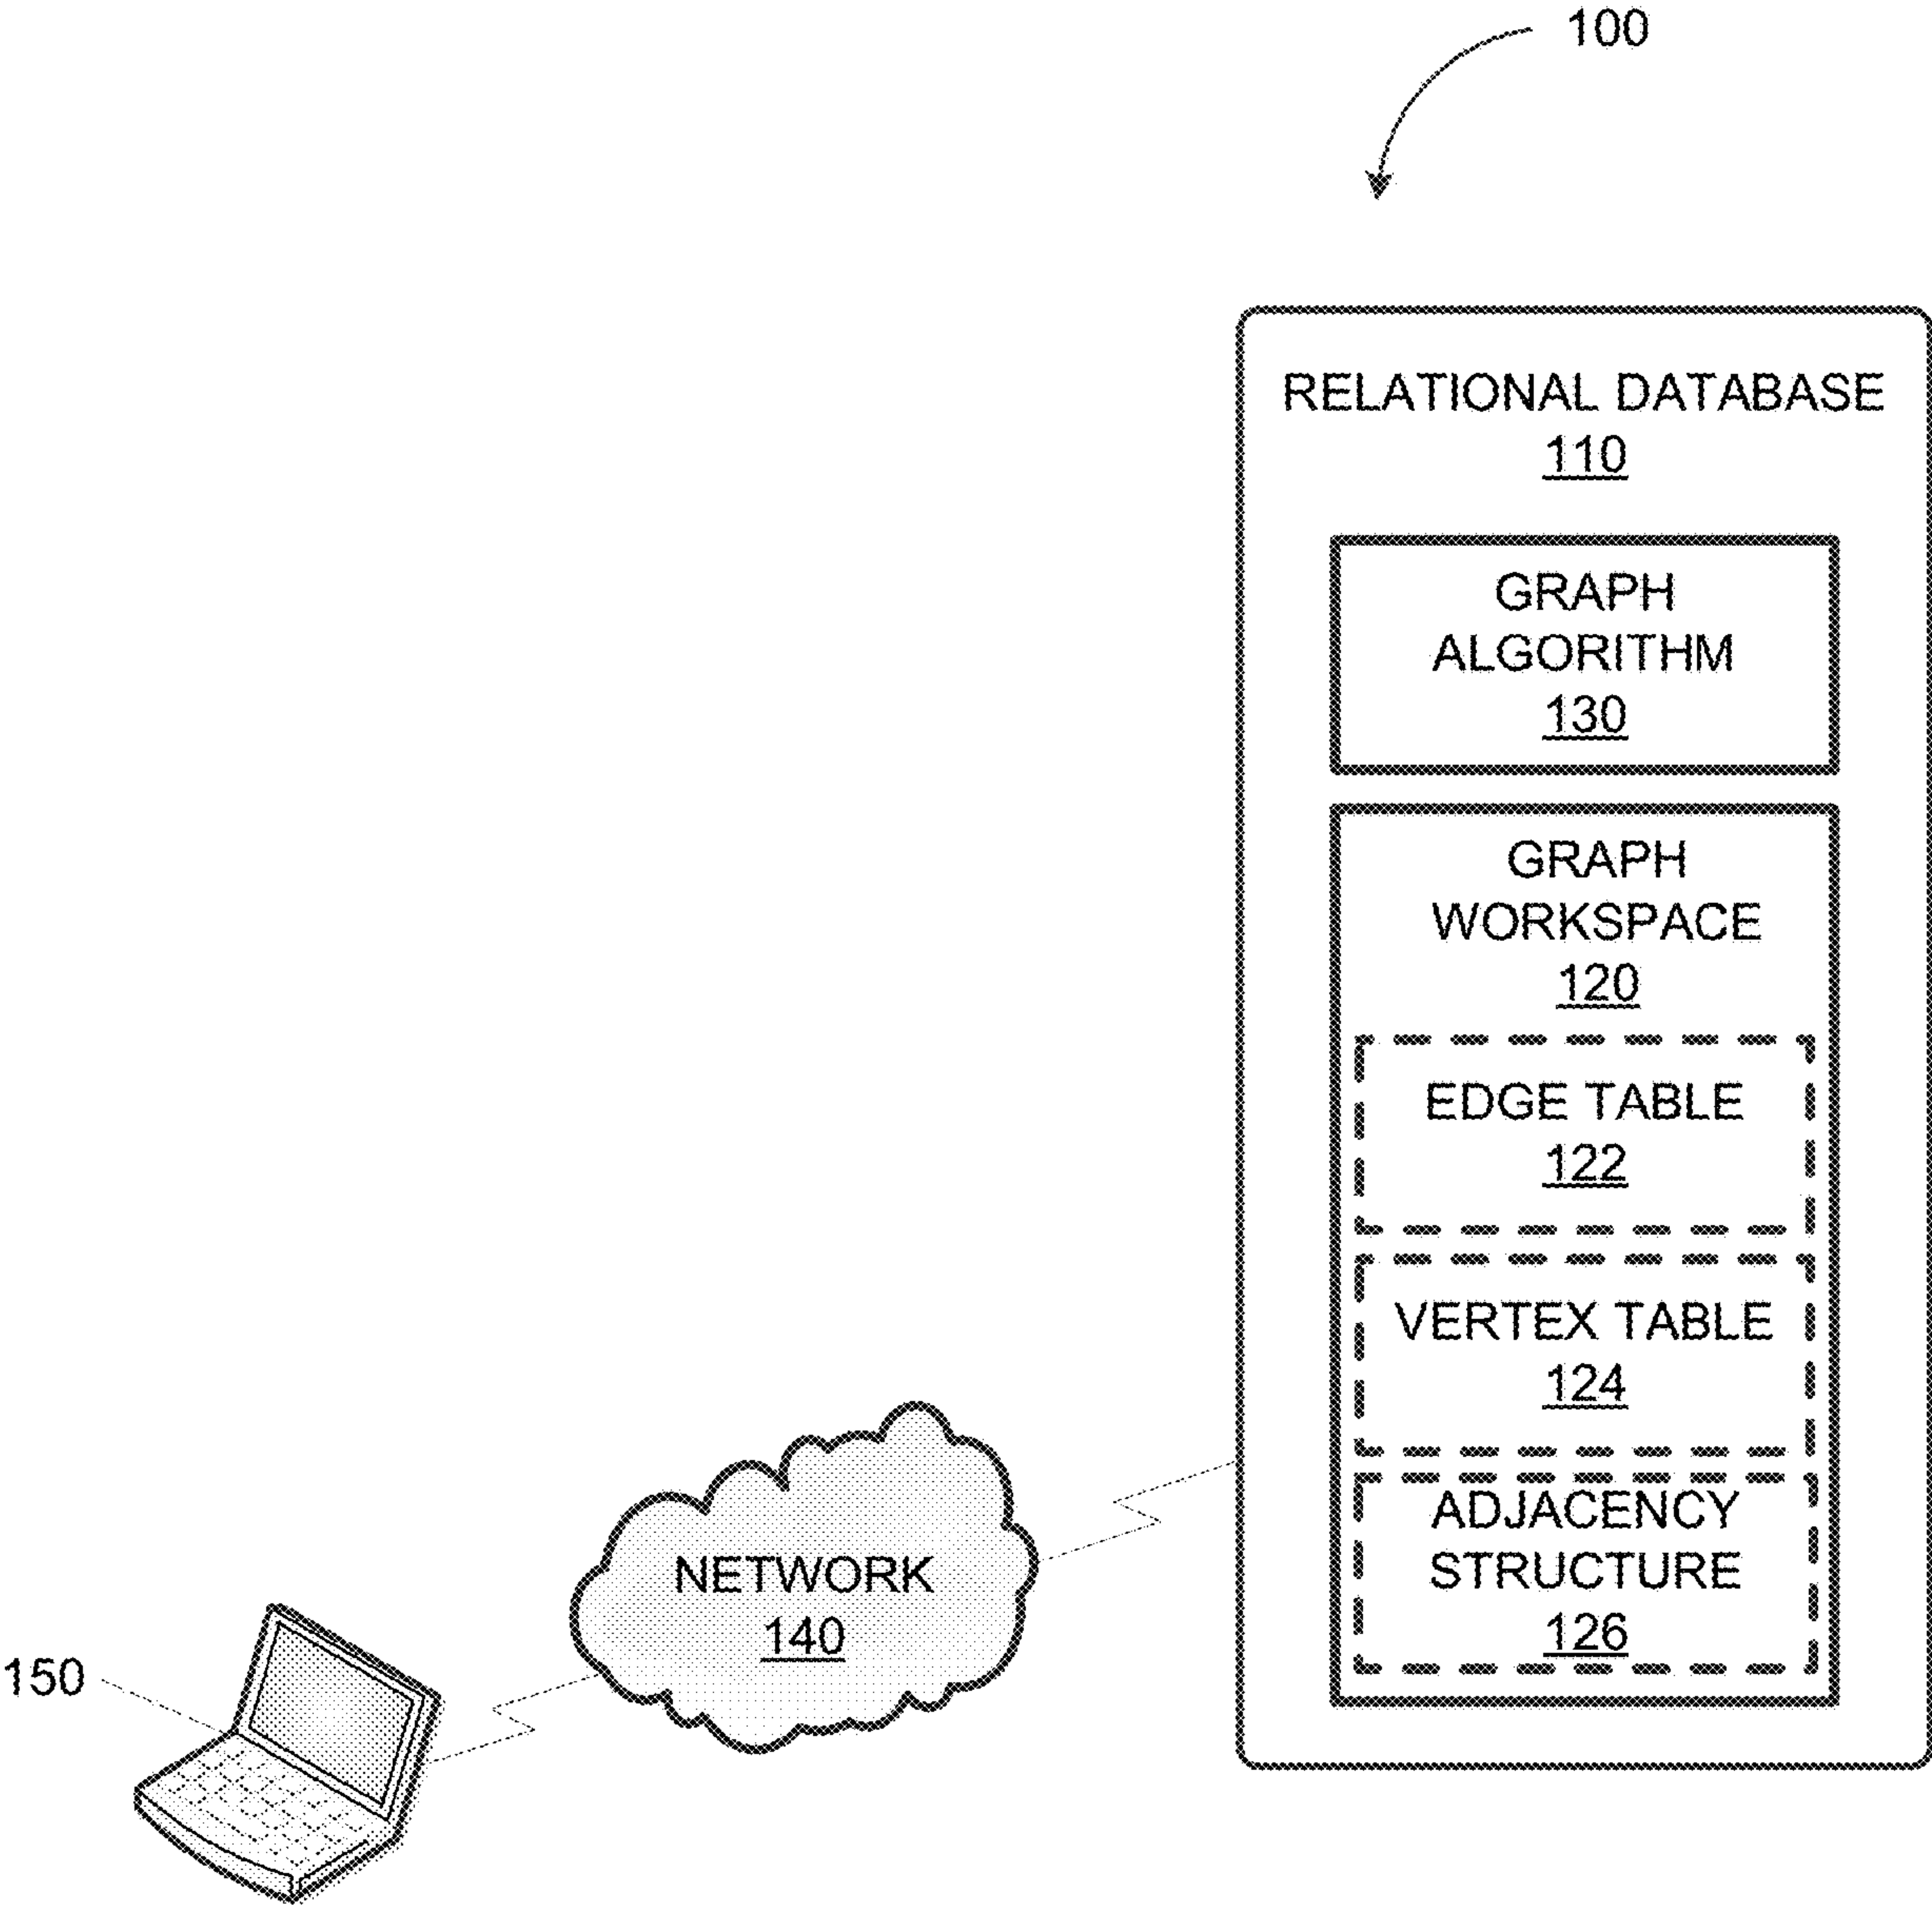 100
RELATIONAL DATABASE
110
GRAPH
ALGORITHM
130
GRAPH
WORKSPACE
120
EDGE TABLE
122
VERTEX TABLE
124
ADJACENCY
STRUCTURE
126
NETWORK
140
150